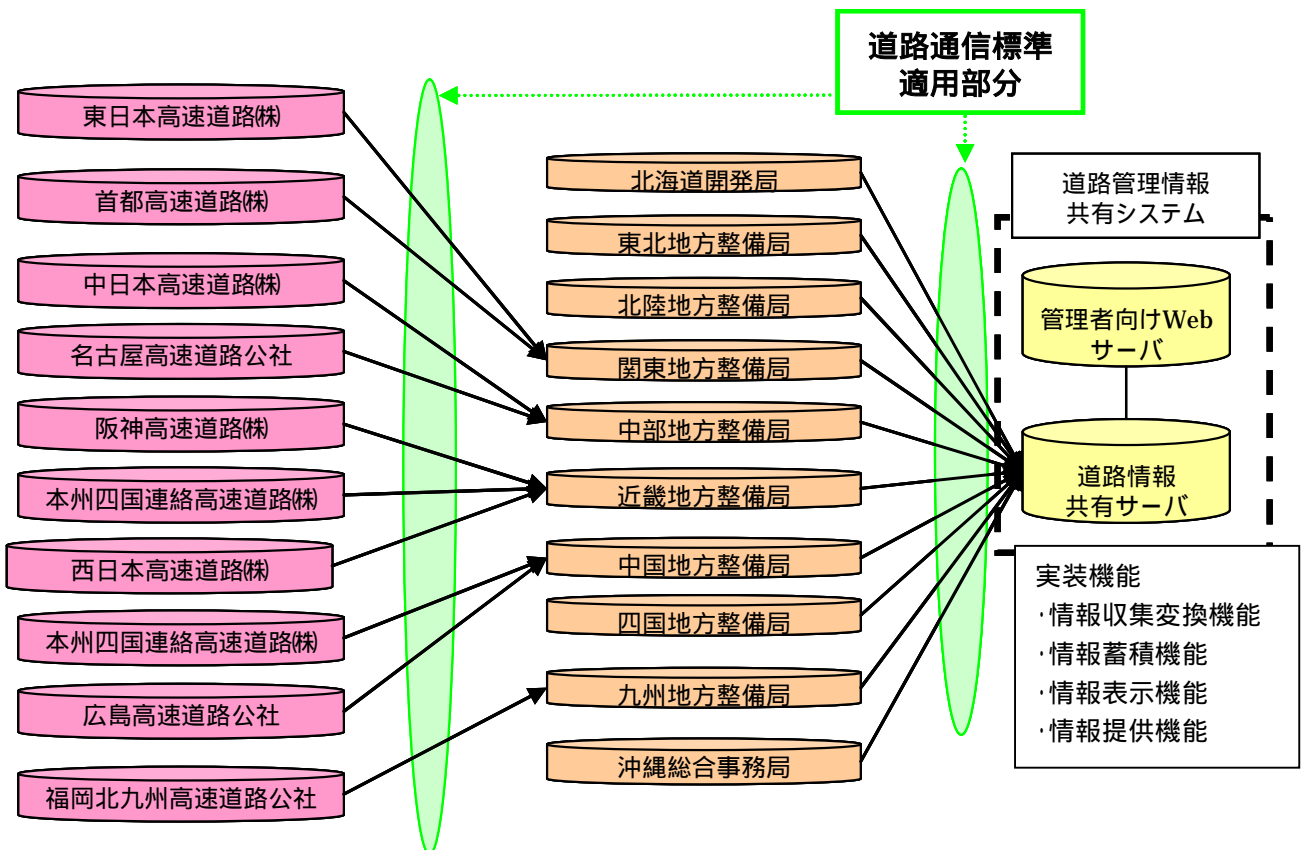 道路通信標準
適用部分
東日本高速道路㈱
首都高速道路㈱
中日本高速道路㈱
名古屋高速道路公社
阪神高速道路㈱
本州四国連絡高速道路㈱
西日本高速道路㈱
本州四国連絡高速道路㈱
広島高速道路公社
福岡北九州高速道路公社
北海道開発局
東北地方整備局
北陸地方整備局
関東地方整備局
中部地方整備局
近畿地方整備局
中国地方整備局
四国地方整備局
九州地方整備局
沖縄総合事務局
道路管理情報
共有システム
管理者向けWeb
サーバ
道路情報
共有サーバ
実装機能
・情報収集変換機能
・情報蓄積機能
・情報表示機能
・情報提供機能